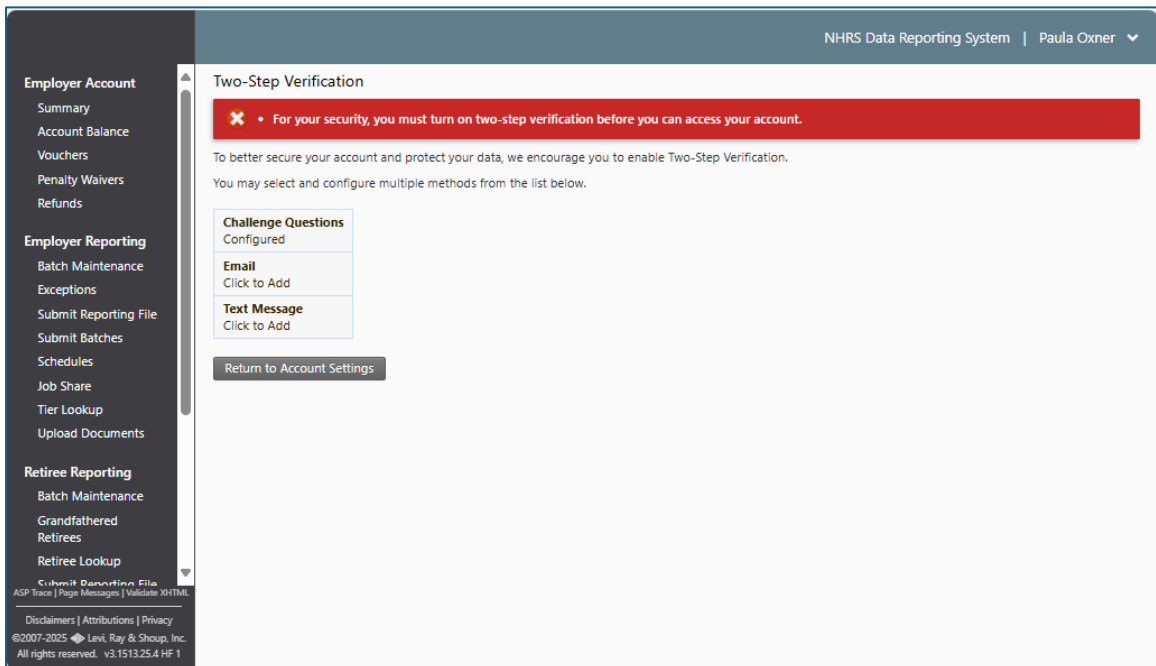 NHRS Data Reporting System | Paula Oxner
Employer Account
Summary
Account Balance
Vouchers
Penalty Waivers
Refunds
Employer Reporting
Batch Maintenance
Exceptions
Submit Reporting File
Submit Batches
Schedules
Job Share
Tier Lookup
Upload Documents
Retiree Reporting
Batch Maintenance
Grandfathered
Retirees
Retiree Lookup
Submit Reporting File
ASP Trace | Page Messages | Validate XHTML
Disclaimers | Attributions | Privacy
©2007-2025 Levi, Ray & Shoup, Inc.
All rights reserved. v3.1513.25.4 HF 1
Two-Step Verification
• For your security, you must turn on two-step verification before you can access your account.
To better secure your account and protect your data, we encourage you to enable Two-Step Verification.
You may select and configure multiple methods from the list below.
Challenge Questions
Configured
Email
Click to Add
Text Message
Click to Add
Return to Account Settings